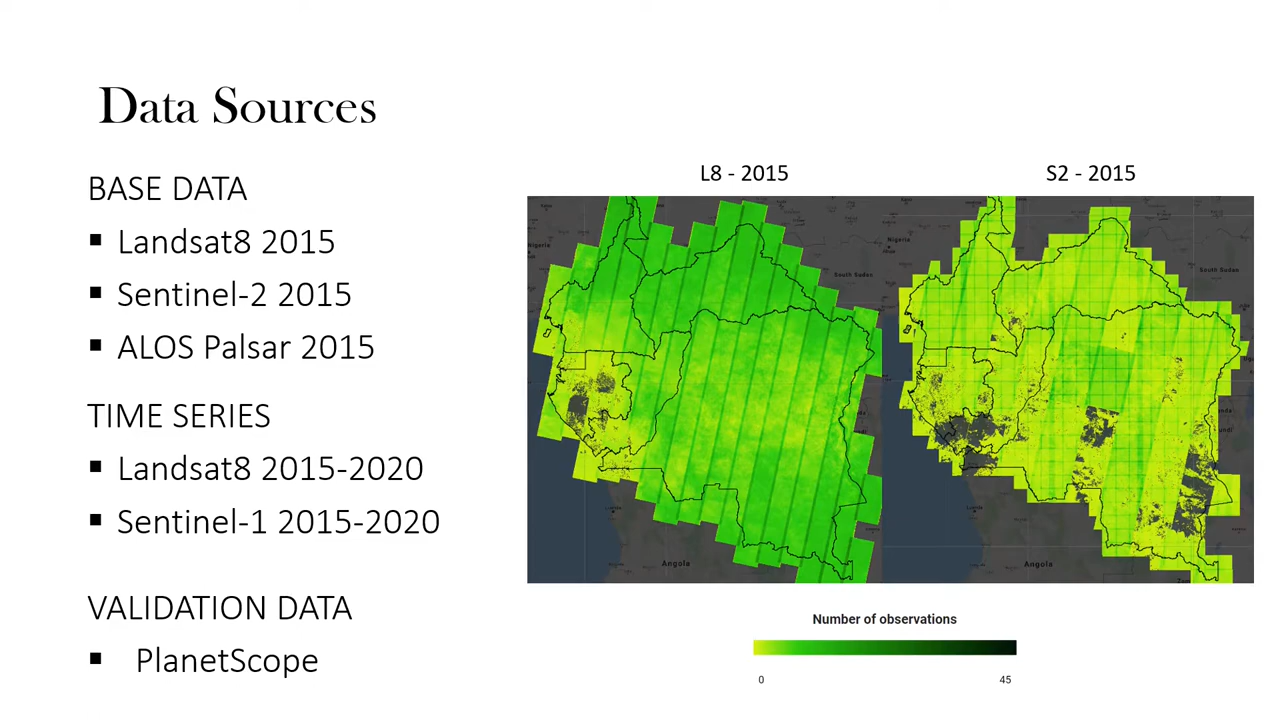 Data Sources
BASE DATA
▪ Landsat8 2015
▪ Sentinel-2 2015
▪ ALOS Palsar 2015
TIME SERIES
▪ Landsat8 2015-2020
▪ Sentinel-1 2015-2020
VALIDATION DATA
▪ PlanetScope
L8 - 2015
S2 - 2015
South Sudan
Angola
Nigeria
South Sudan
Angola
Number of observations
0
45